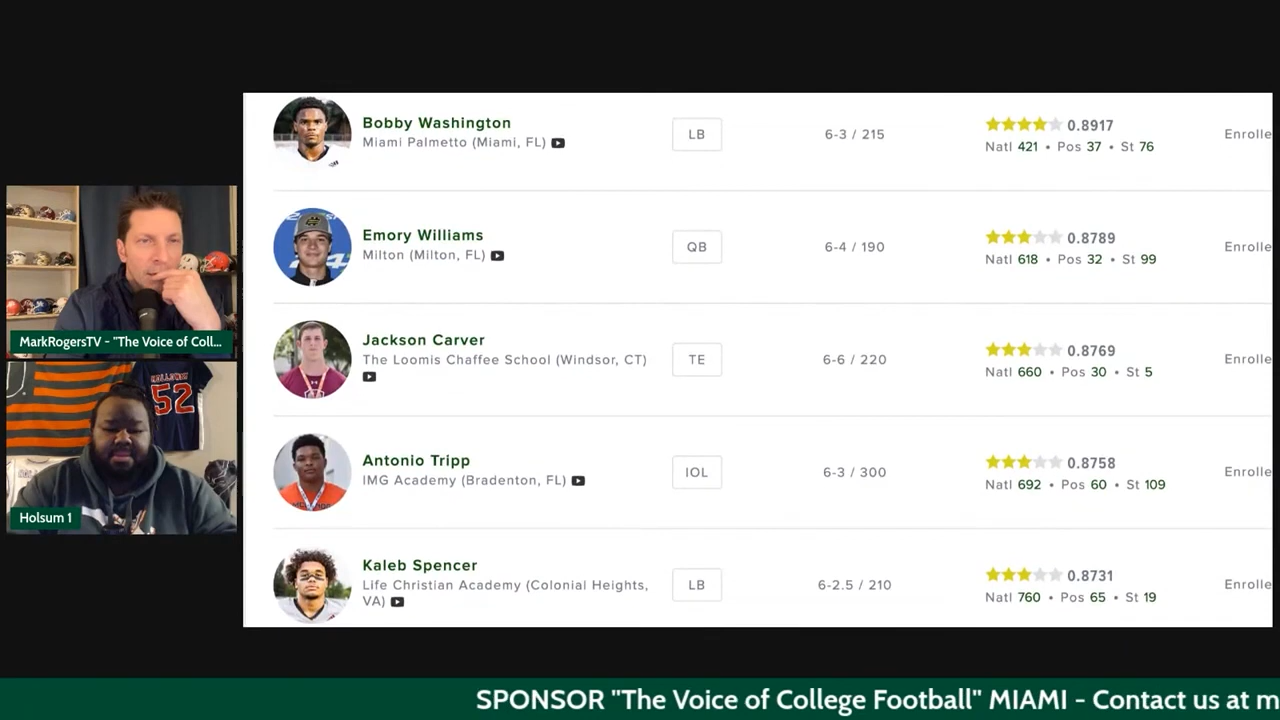 Bobby Washington
Miami Palmetto (Miami, FL)
LB
6-3 / 215
0.8917
Natl 421 • Pos 37 • St 76
Enrolle
Emory Williams
Milton (Milton, FL)
QB
6-4 / 190
0.8789
Natl 618 • Pos 32 • St 99
Enrolle
Jackson Carver
The Loomis Chaffee School (Windsor, CT)
TE
6-6 / 220
0.8769
Natl 660 • Pos 30 • St 5
Enrolle
Antonio Tripp
IMG Academy (Bradenton, FL)
IOL
6-3 / 300
0.8758
Natl 692 • Pos 60 • St 109
Enrolle
Kaleb Spencer
Life Christian Academy (Colonial Heights,
VA)
LB
6-2.5 / 210
0.8731
Natl 760 • Pos 65 • St 19
Enrolle
MarkRogersTV - "The Voice of Coll...
52
Holsum 1
SPONSOR "The Voice of College Football" MIAMI - Contact us at m